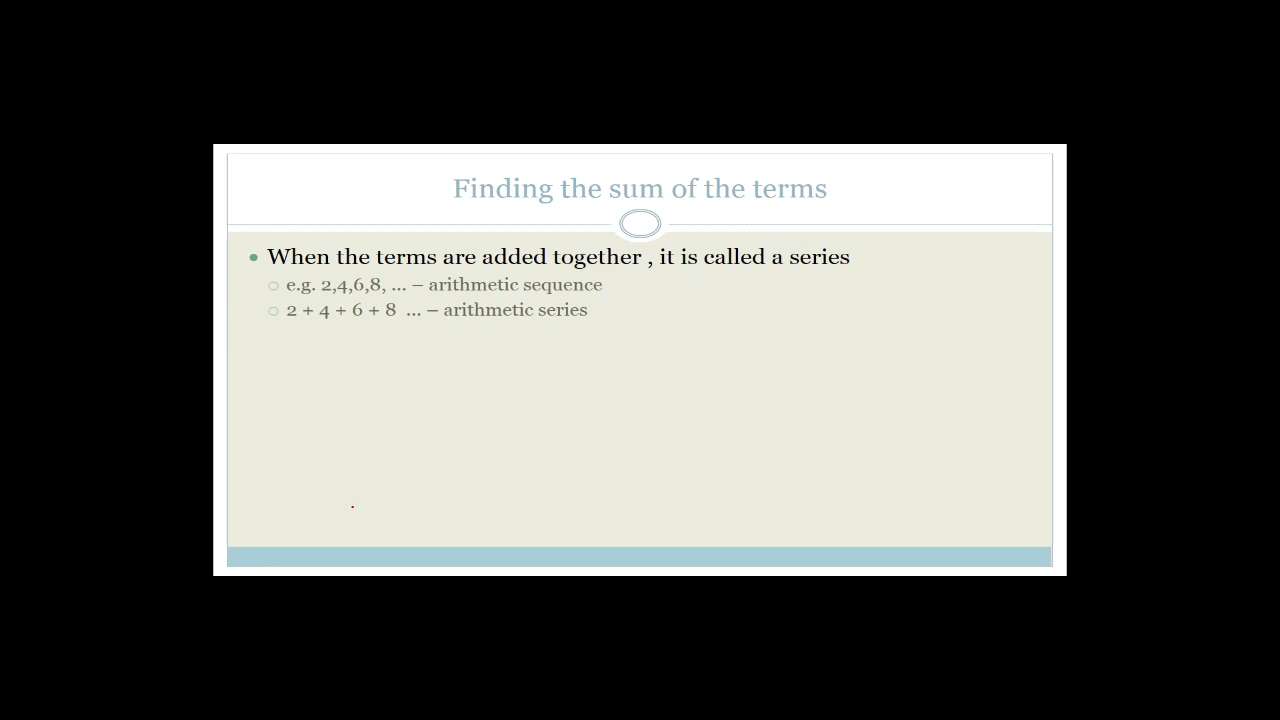 Finding the sum of the terms
When the terms are added together , it is called a series
e.g. 2,4,6,8, ... – arithmetic sequence
2 + 4 + 6 + 8 ... – arithmetic series